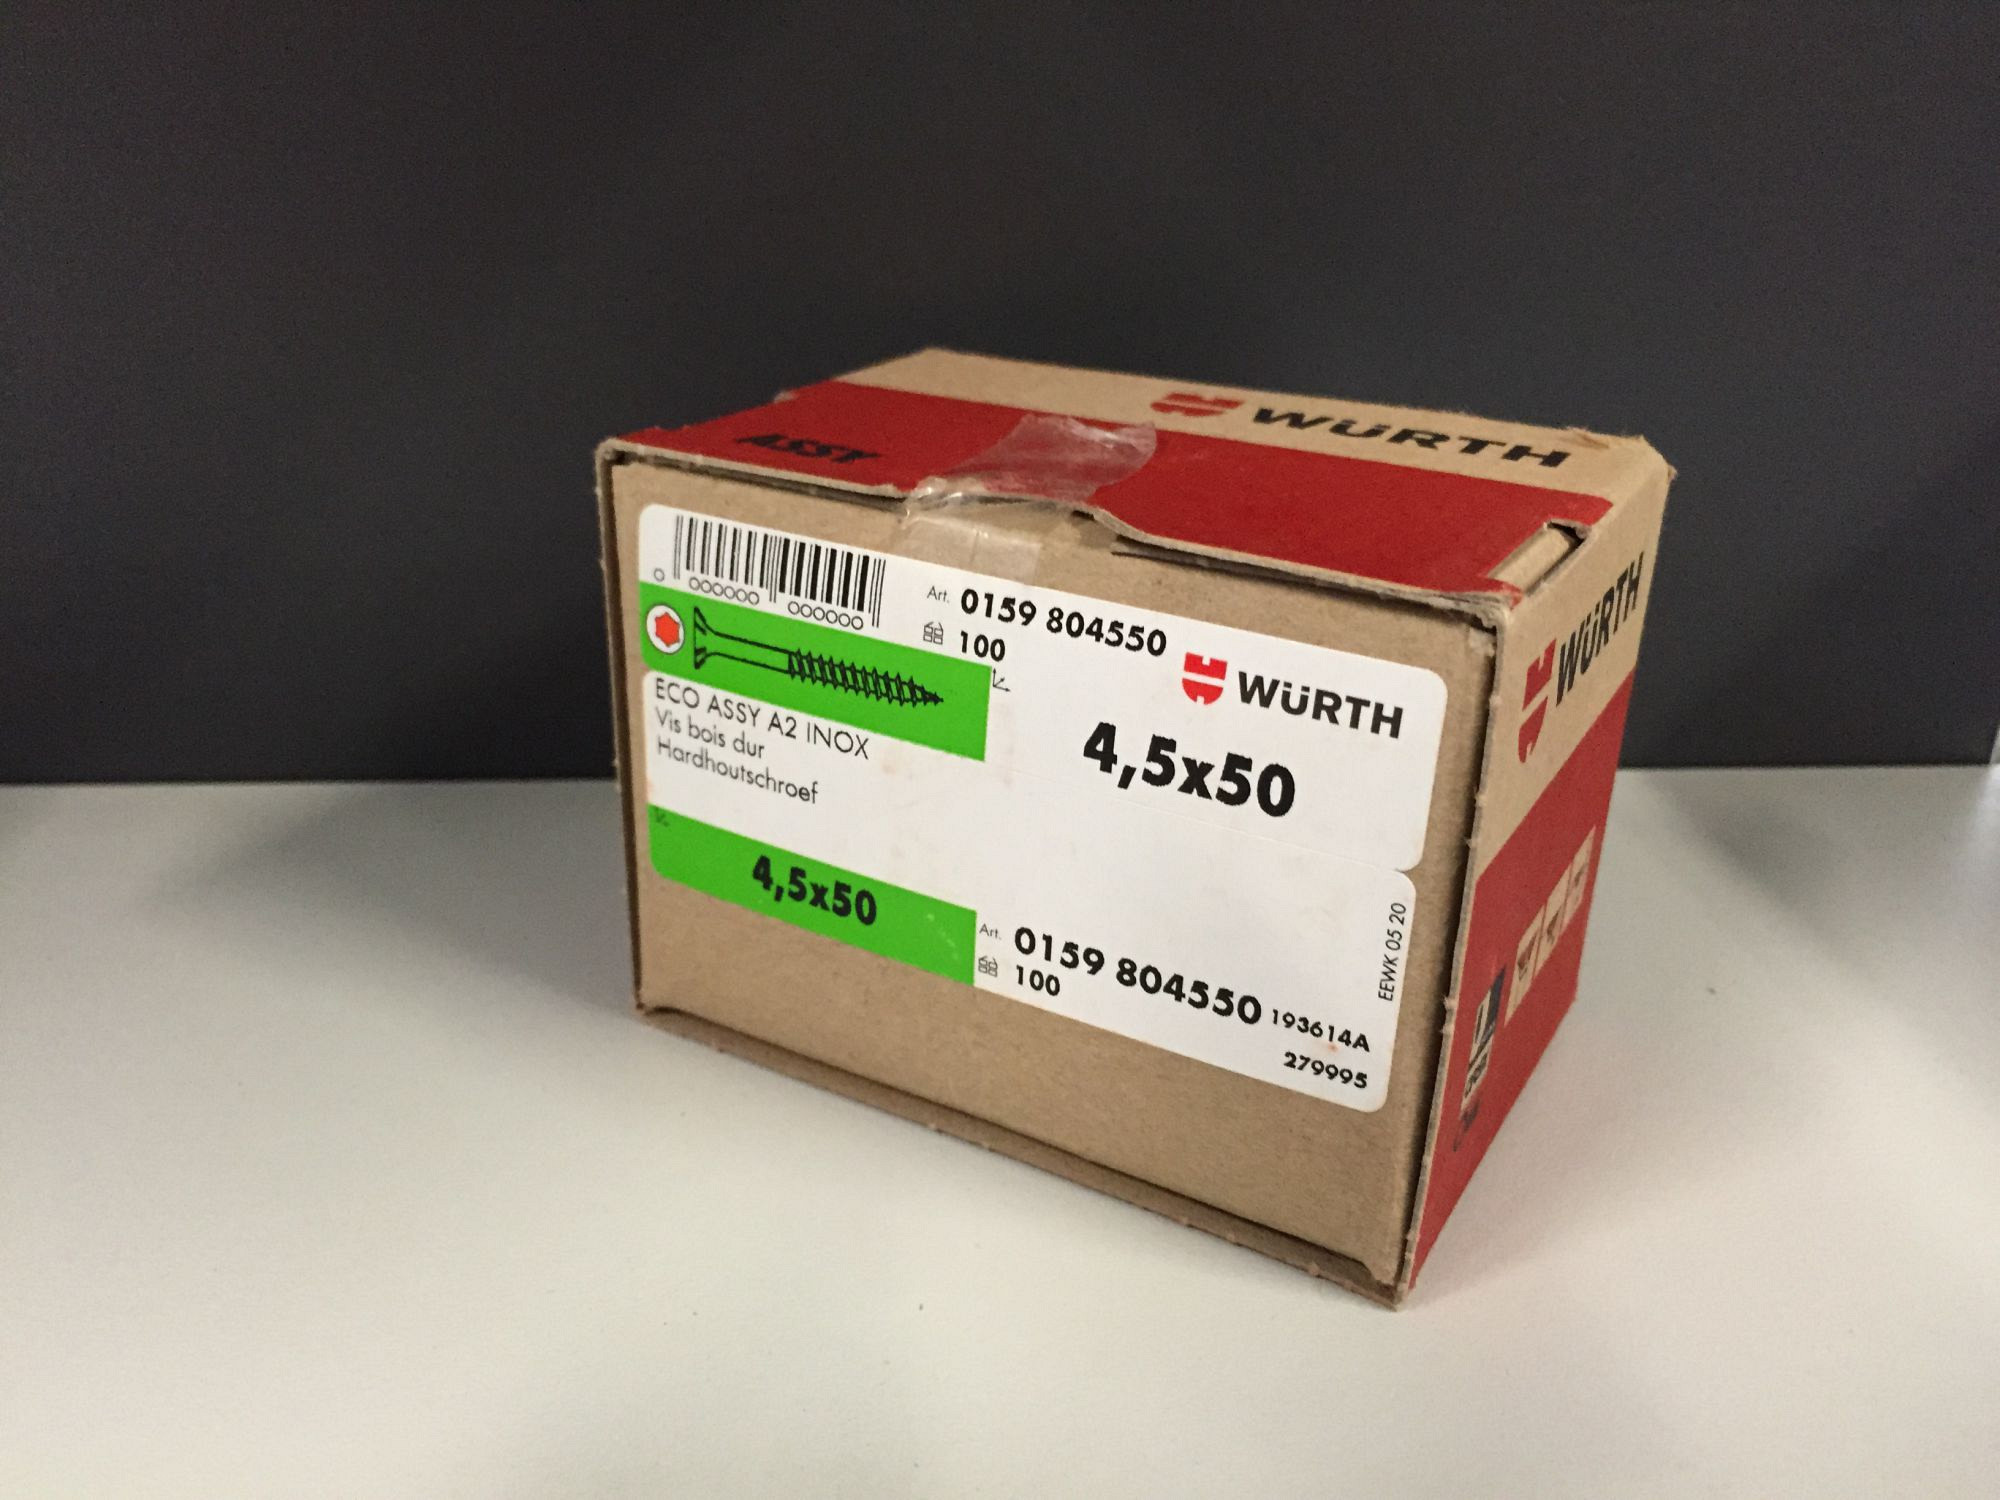 WÜRTH
ASSY
0 000000 000000
Art. 0159 804550
100
WÜRTH
ECO ASSY A2 INOX
Vis bois dur
Hardhoutschroef
4,5x50
4,5x50
Art. 0159 804550
100
193614A
279995
EEWK 05 20
WÜRTH